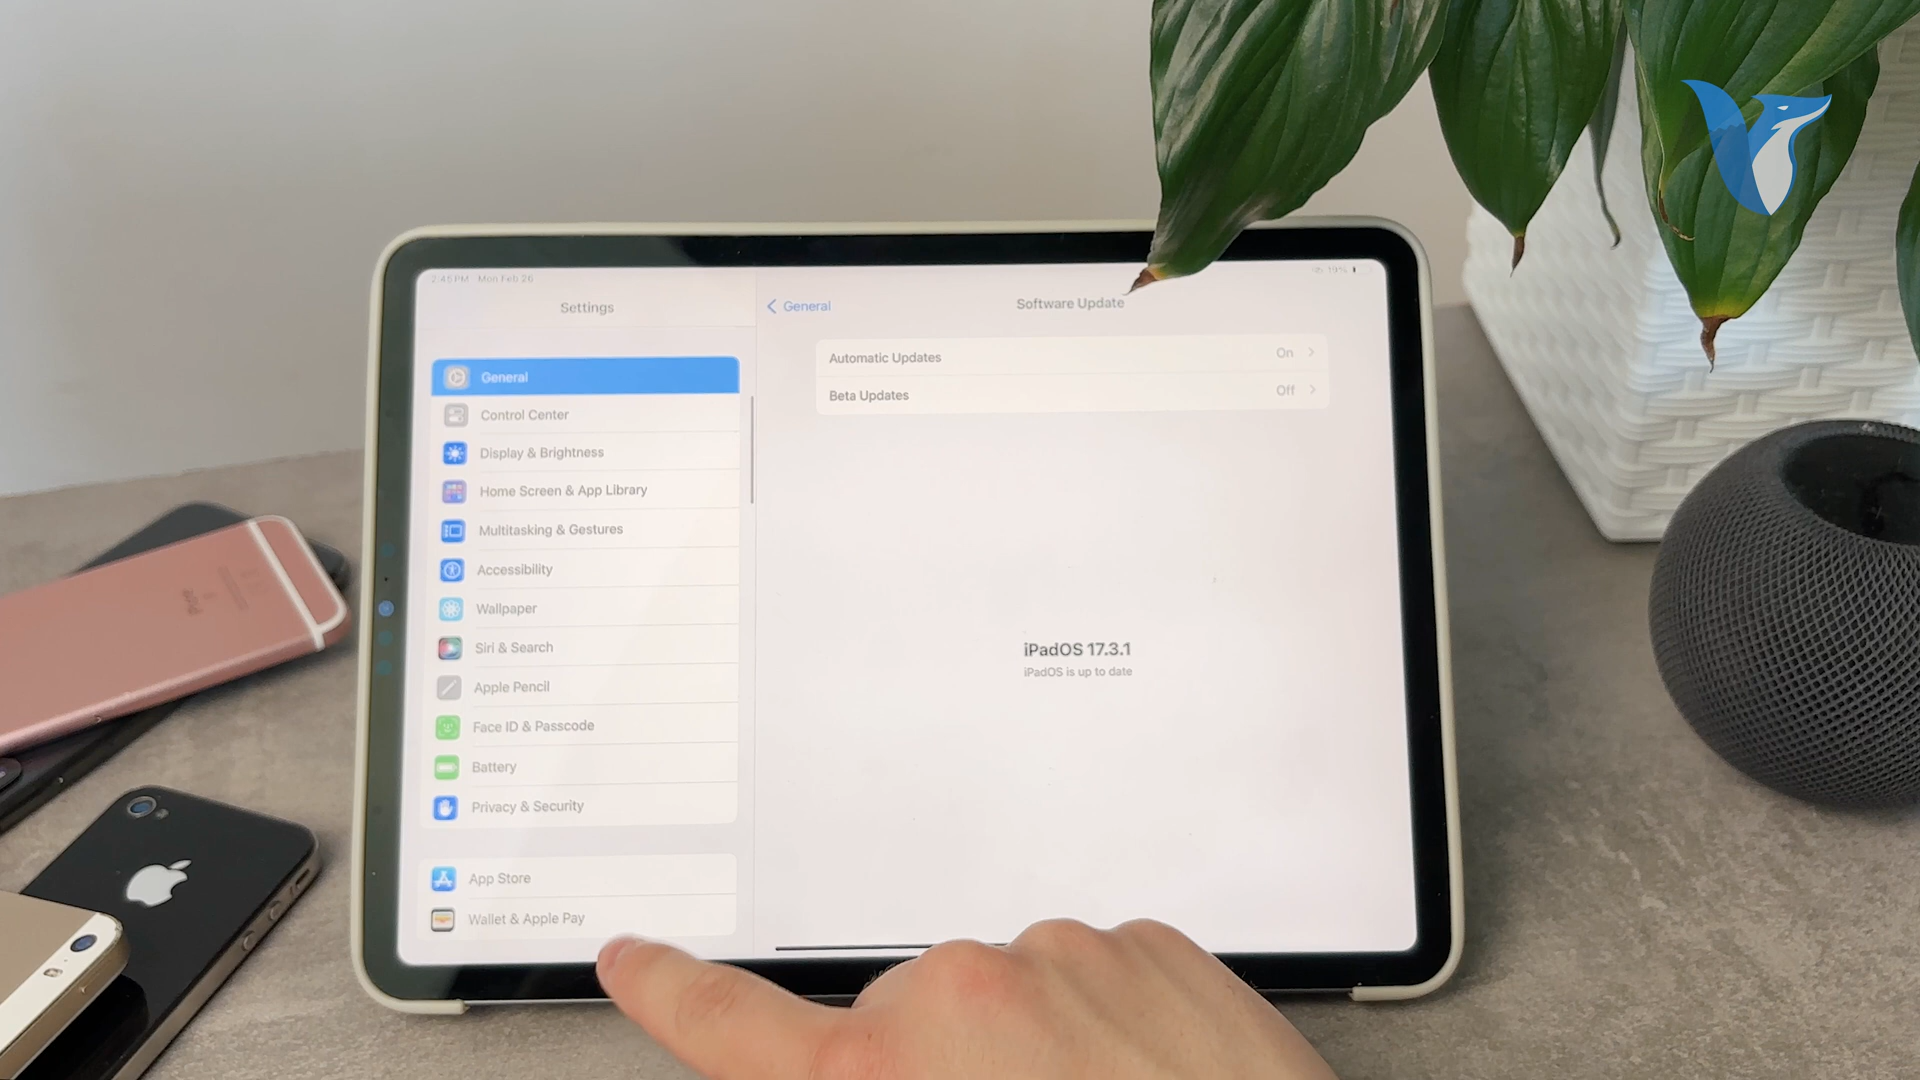 2:45 PM Mon Feb 26
19%
Settings
General
Control Center
Display & Brightness
Home Screen & App Library
Multitasking & Gestures
Accessibility
Wallpaper
Siri & Search
Apple Pencil
Face ID & Passcode
Battery
Privacy & Security
App Store
Wallet & Apple Pay
General
Software Update
Automatic Updates On
Beta Updates Off
iPadOS 17.3.1
iPadOS is up to date